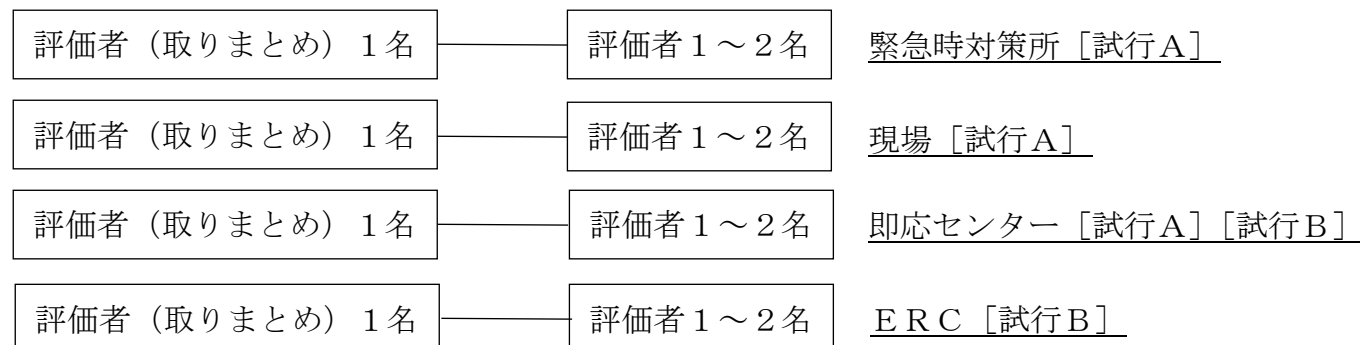 評価者（取りまとめ）１名 評価者１～２名 緊急時対策所［試行Ａ］
評価者（取りまとめ）１名 評価者１～２名 現場［試行Ａ］
評価者（取りまとめ）１名 評価者１～２名 即応センター［試行Ａ］［試行Ｂ］
評価者（取りまとめ）１名 評価者１～２名 ＥＲＣ［試行Ｂ］